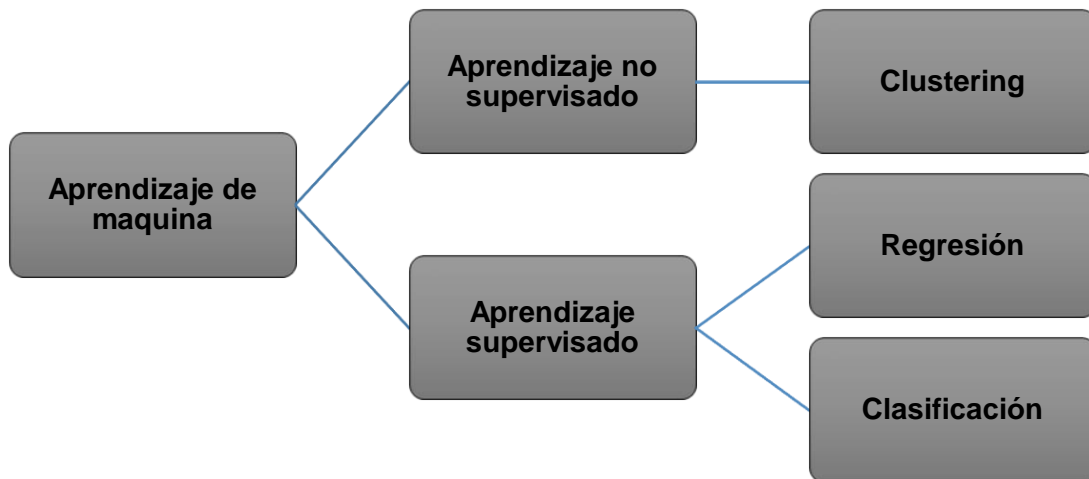 Aprendizaje de
maquina
Aprendizaje no
supervisado
Clustering
Aprendizaje
supervisado
Regresión
Clasificación